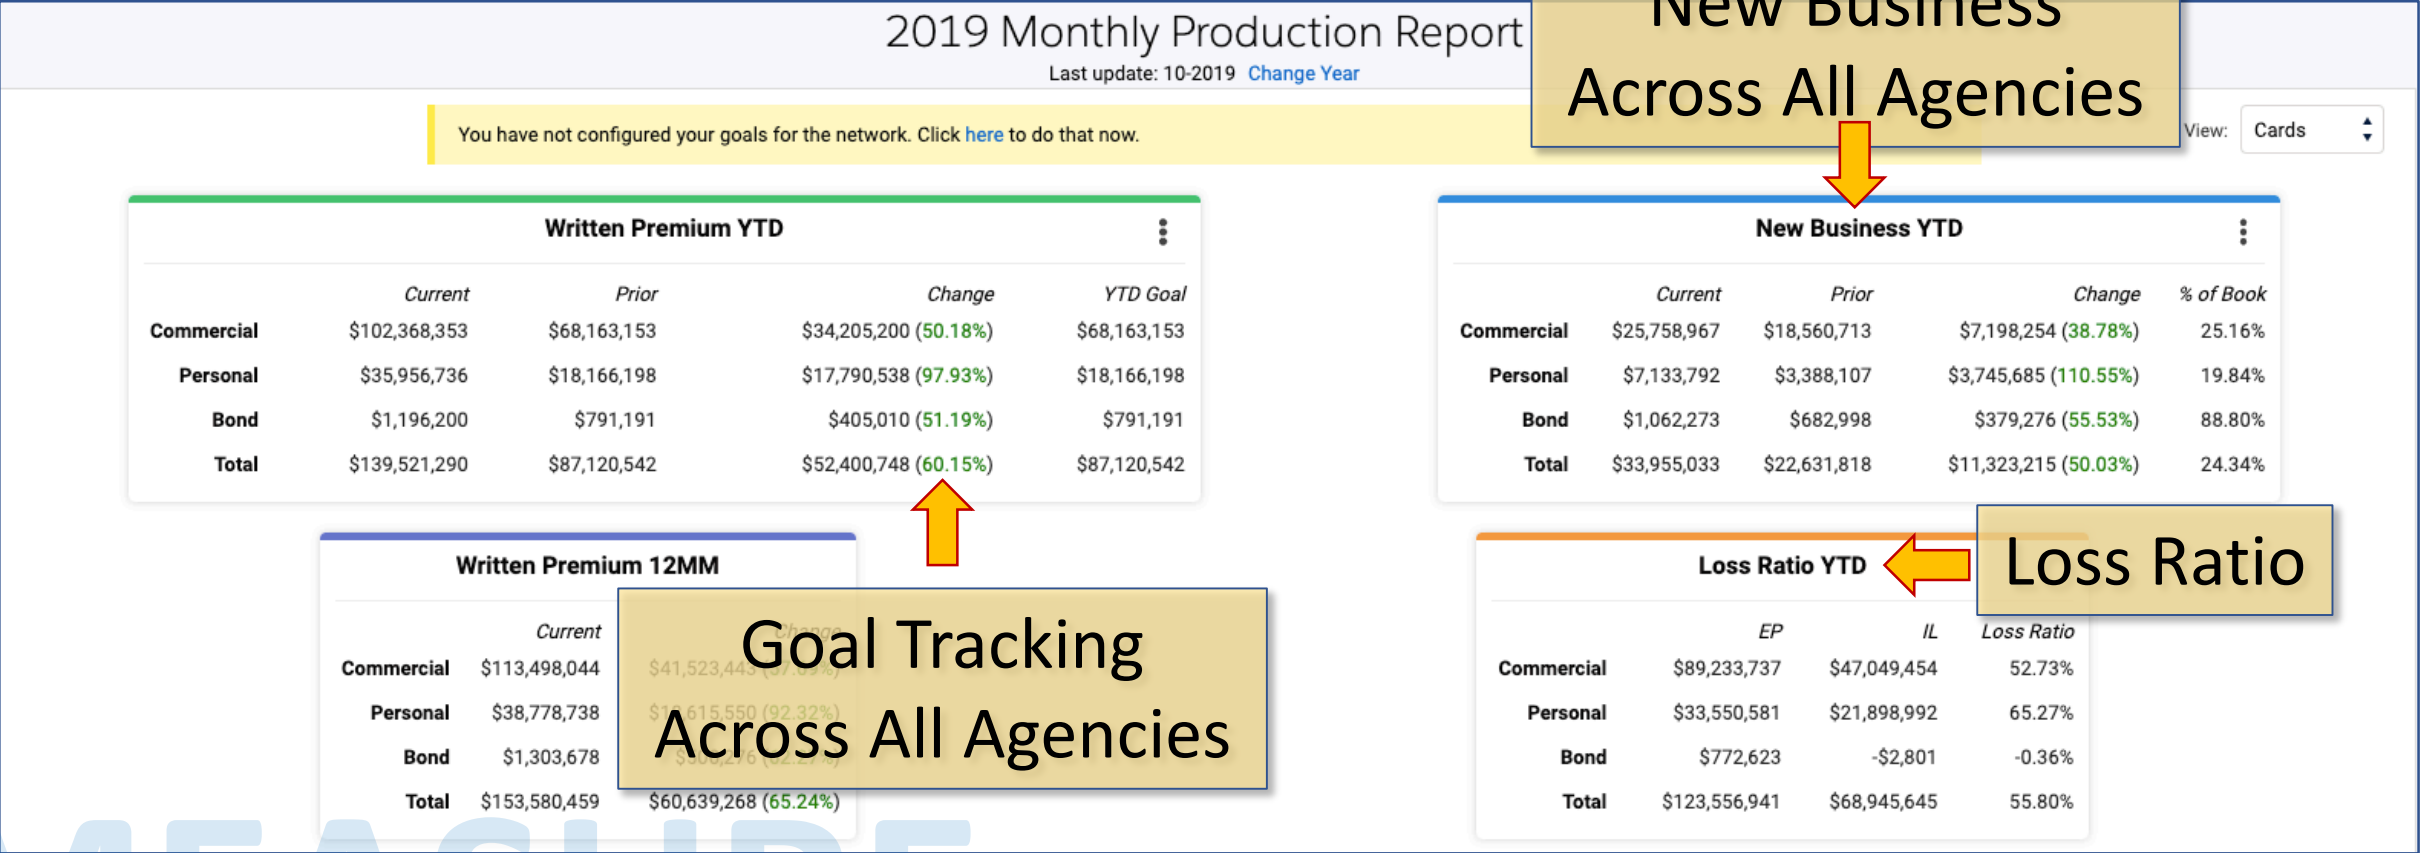 2019 Monthly Production Report
Last update: 10-2019 Change Year
New Business
Across All Agencies
You have not configured your goals for the network. Click here to do that now.
View: Cards
Written Premium YTD
Current Prior Change YTD Goal
Commercial $102,368,353 $68,163,153 $34,205,200 (50.18%) $68,163,153
Personal $35,956,736 $18,166,198 $17,790,538 (97.93%) $18,166,198
Bond $1,196,200 $791,191 $405,010 (51.19%) $791,191
Total $139,521,290 $87,120,542 $52,400,748 (60.15%) $87,120,542
New Business YTD
Current Prior Change % of Book
Commercial $25,758,967 $18,560,713 $7,198,254 (38.78%) 25.16%
Personal $7,133,792 $3,388,107 $3,745,685 (110.55%) 19.84%
Bond $1,062,273 $682,998 $379,276 (55.53%) 88.80%
Total $33,955,033 $22,631,818 $11,323,215 (50.03%) 24.34%
Written Premium 12MM
Current Change
Commercial $113,498,044 $41,523,443
Personal $38,778,738 (92.32%)
Bond $1,303,678
Total $153,580,459 $60,639,268 (65.24%)
Goal Tracking
Across All Agencies
Loss Ratio YTD
Loss Ratio
EP IL Loss Ratio
Commercial $89,233,737 $47,049,454 52.73%
Personal $33,550,581 $21,898,992 65.27%
Bond $772,623 -$2,801 -0.36%
Total $123,556,941 $68,945,645 55.80%
MEASURE